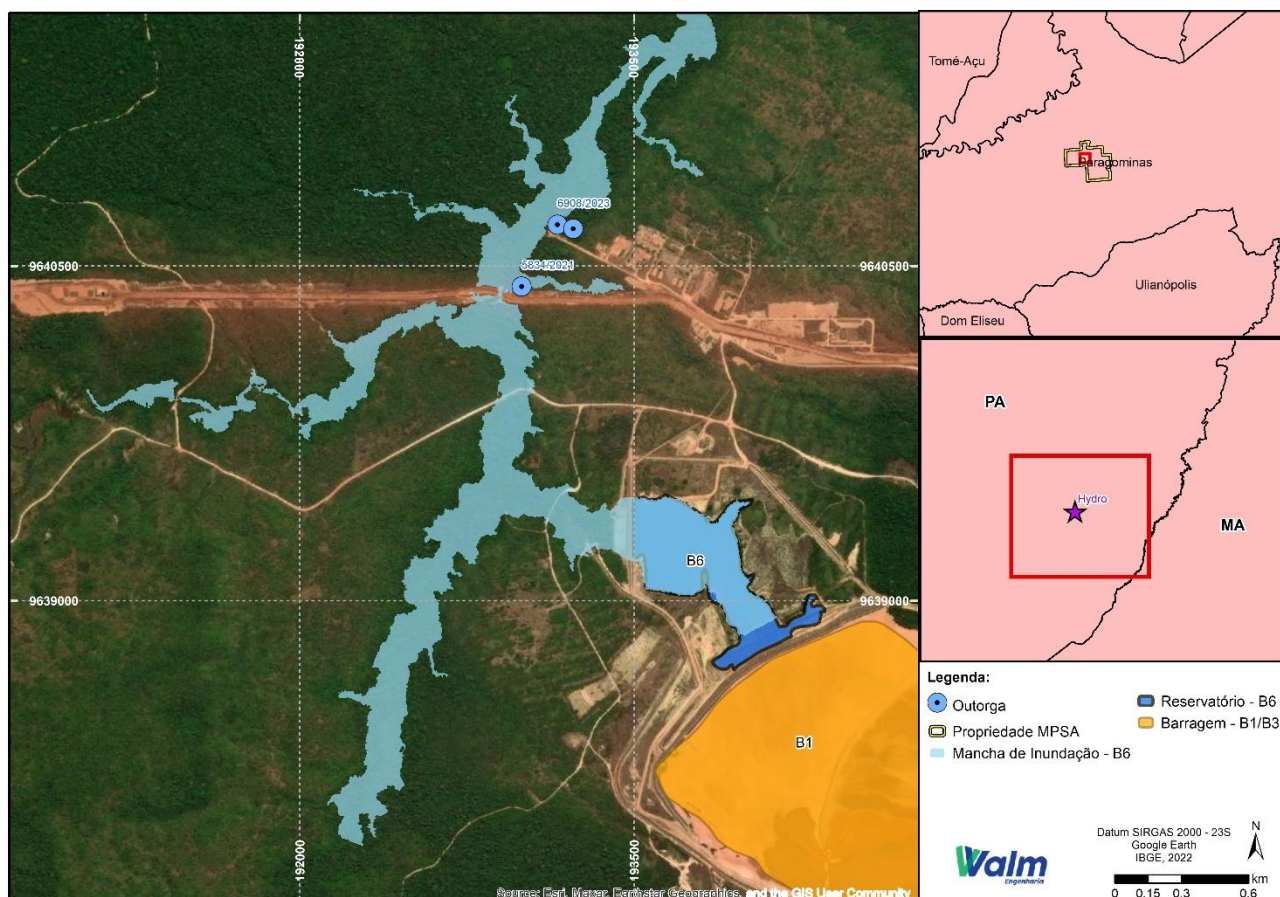 192000
193500
6908/2023
9640500
5834/2021
9640500
B6
9639000
9639000
B1
192000
193500
Source: Esri, Maxar, Earthstar Geographics, and the GIS User Community
Tomé-Açu
Paragominas
Ulianópolis
Dom Eliseu
PA
Hydro
MA
Legenda:
Outorga
Propriedade MPSA
Mancha de Inundação - B6
Reservatório - B6
Barragem - B1/B3
Walm
Engenharia
Datum SIRGAS 2000 - 23S
Google Earth
IBGE, 2022
N
km
0 0.15 0.3 0.6